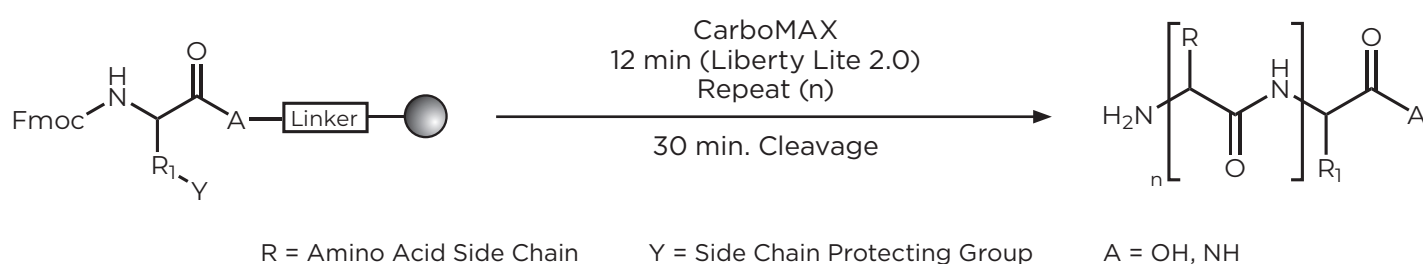 CarboMAX
12 min (Liberty Lite 2.0)
Repeat (n)
30 min. Cleavage
Fmoc
H
N
O
A
Linker
R₁
Y
H₂N
R
O
H
N
O
A
R₁
n
R = Amino Acid Side Chain Y = Side Chain Protecting Group A = OH, NH